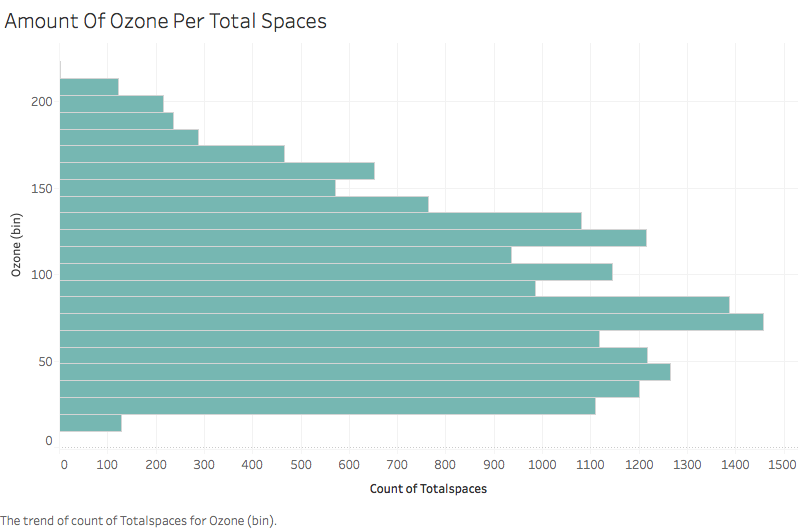 Amount Of Ozone Per Total Spaces
200
150
100
50
0
Ozone (bin)
0 100 200 300 400 500 600 700 800 900 1000 1100 1200 1300 1400 1500
Count of Totalspaces
The trend of count of Totalspaces for Ozone (bin).